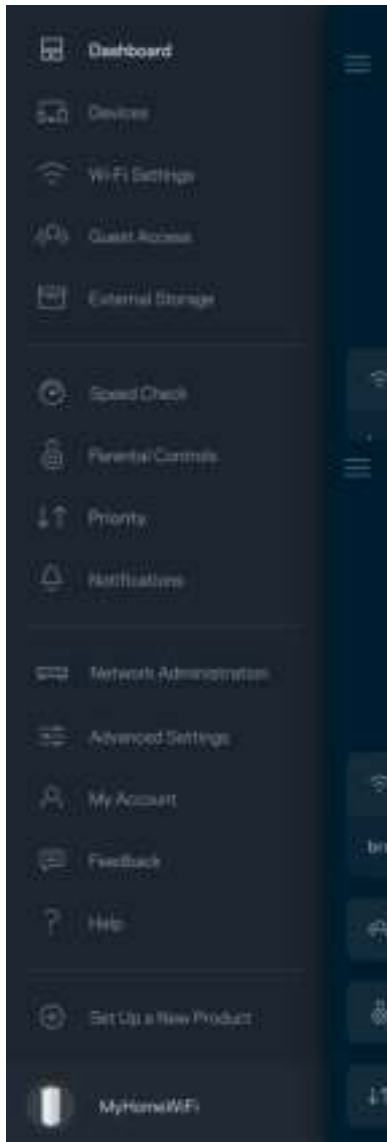 Dashboard
Devices
Wi-Fi Settings
Guest Access
External Storage
Speed Check
Parental Controls
Priority
Notifications
Network Administration
Advanced Settings
My Account
Feedback
Help
Set Up a New Product
MyHomeWiFi